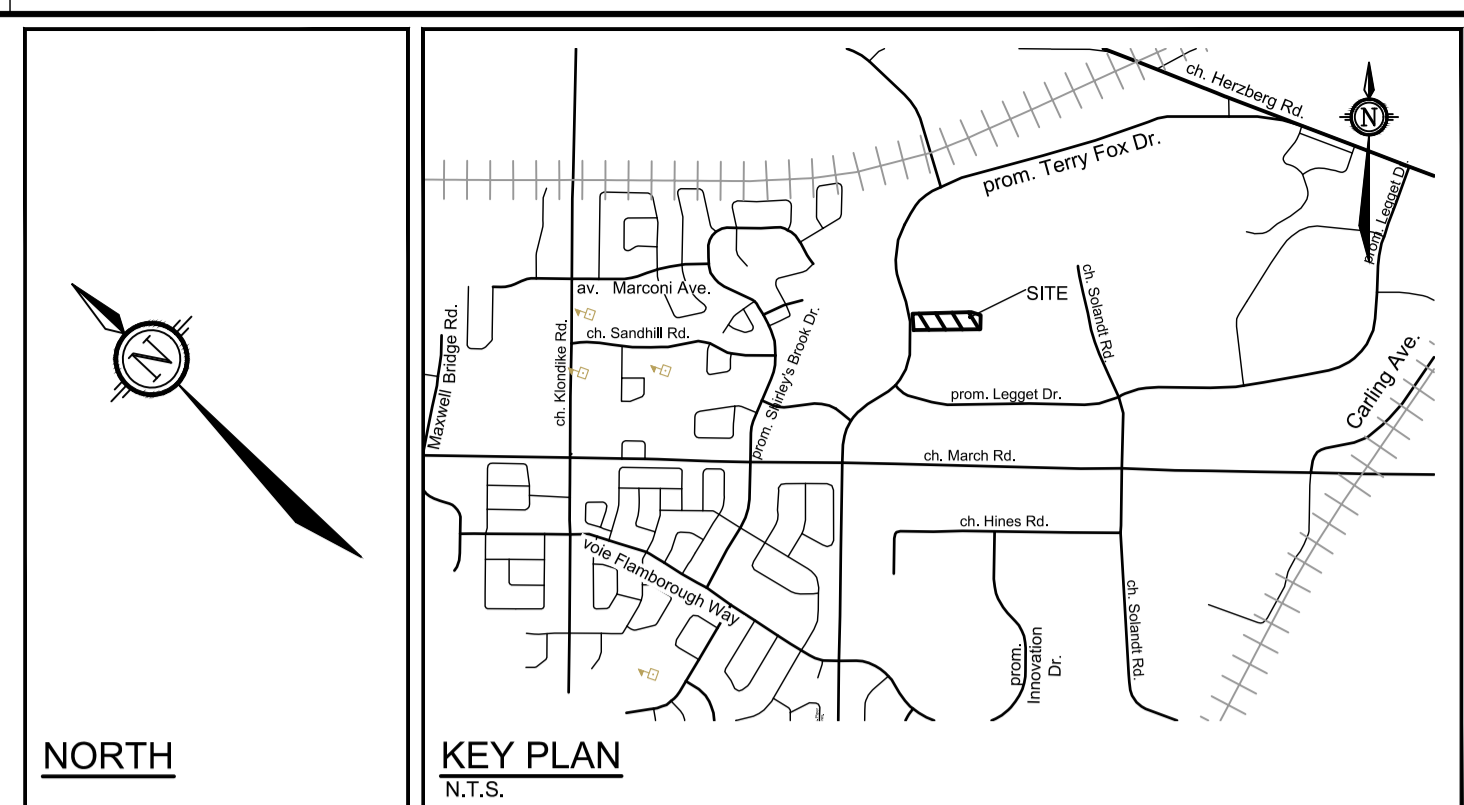 N
NORTH
ch. Herzberg Rd.
N
prom. Terry Fox Dr.
prom. Legget D.
av. Marconi Ave.
SITE
ch. Solandt Rd.
Maxwell Bridge Rd.
ch. Klondike Rd.
ch. Sandhill Rd.
prom. Shirley's Brook Dr.
prom. Legget Dr.
Carling Ave.
ch. March Rd.
ch. Hines Rd.
voie Flamborough Way
prom.
Innovation
Dr.
ch. Solandt Rd.
KEY PLAN
N.T.S.